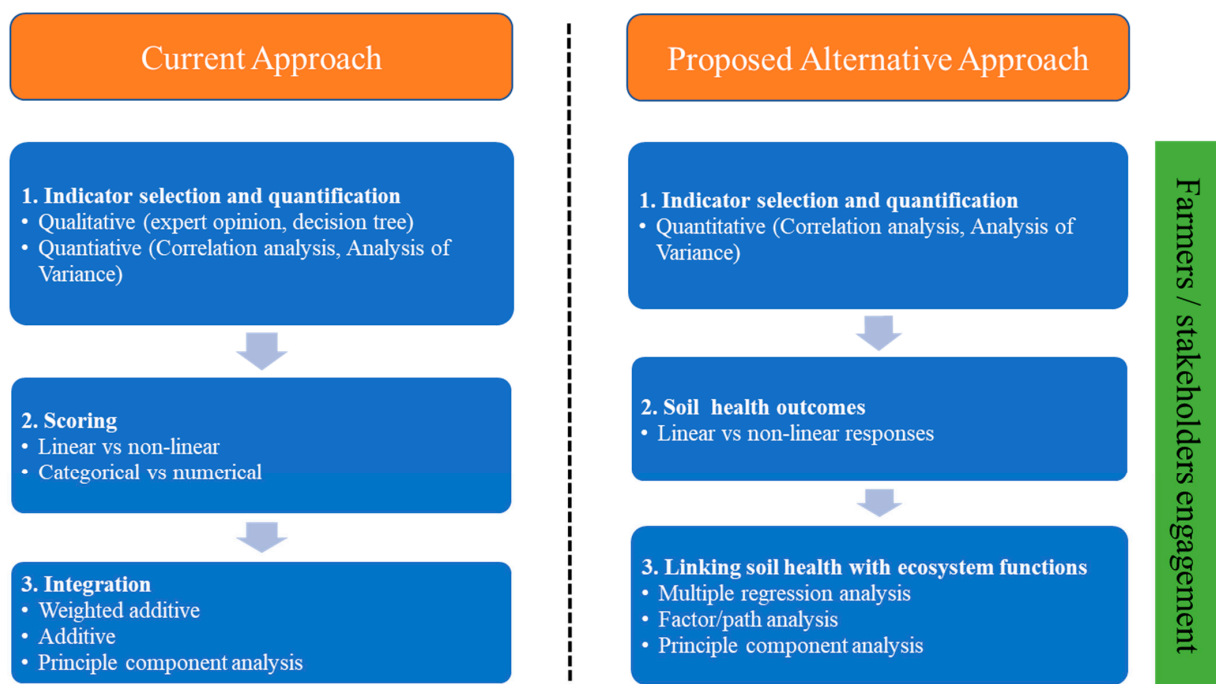 Current Approach
1. Indicator selection and quantification
• Qualitative (expert opinion, decision tree)
• Quantiative (Correlation analysis, Analysis of
Variance)
2. Scoring
• Linear vs non-linear
• Categorical vs numerical
3. Integration
• Weighted additive
• Additive
• Principle component analysis
Proposed Alternative Approach
1. Indicator selection and quantification
• Quantitative (Correlation analysis, Analysis of
Variance)
2. Soil health outcomes
• Linear vs non-linear responses
3. Linking soil health with ecosystem functions
• Multiple regression analysis
• Factor/path analysis
• Principle component analysis
Farmers / stakeholders engagement